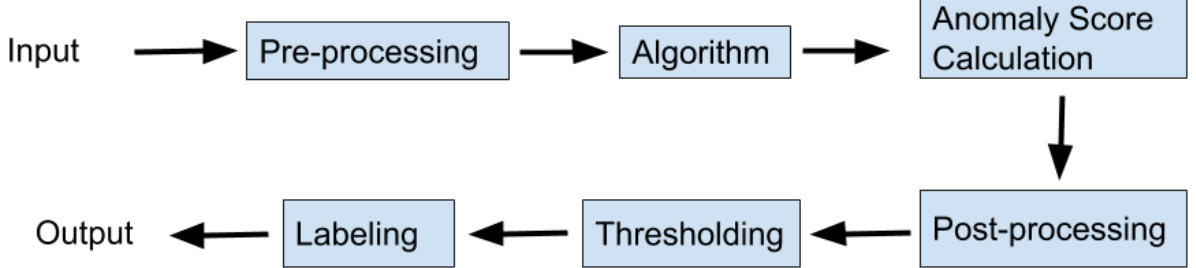 Input
Pre-processing
Algorithm
Anomaly Score
Calculation
Post-processing
Thresholding
Labeling
Output